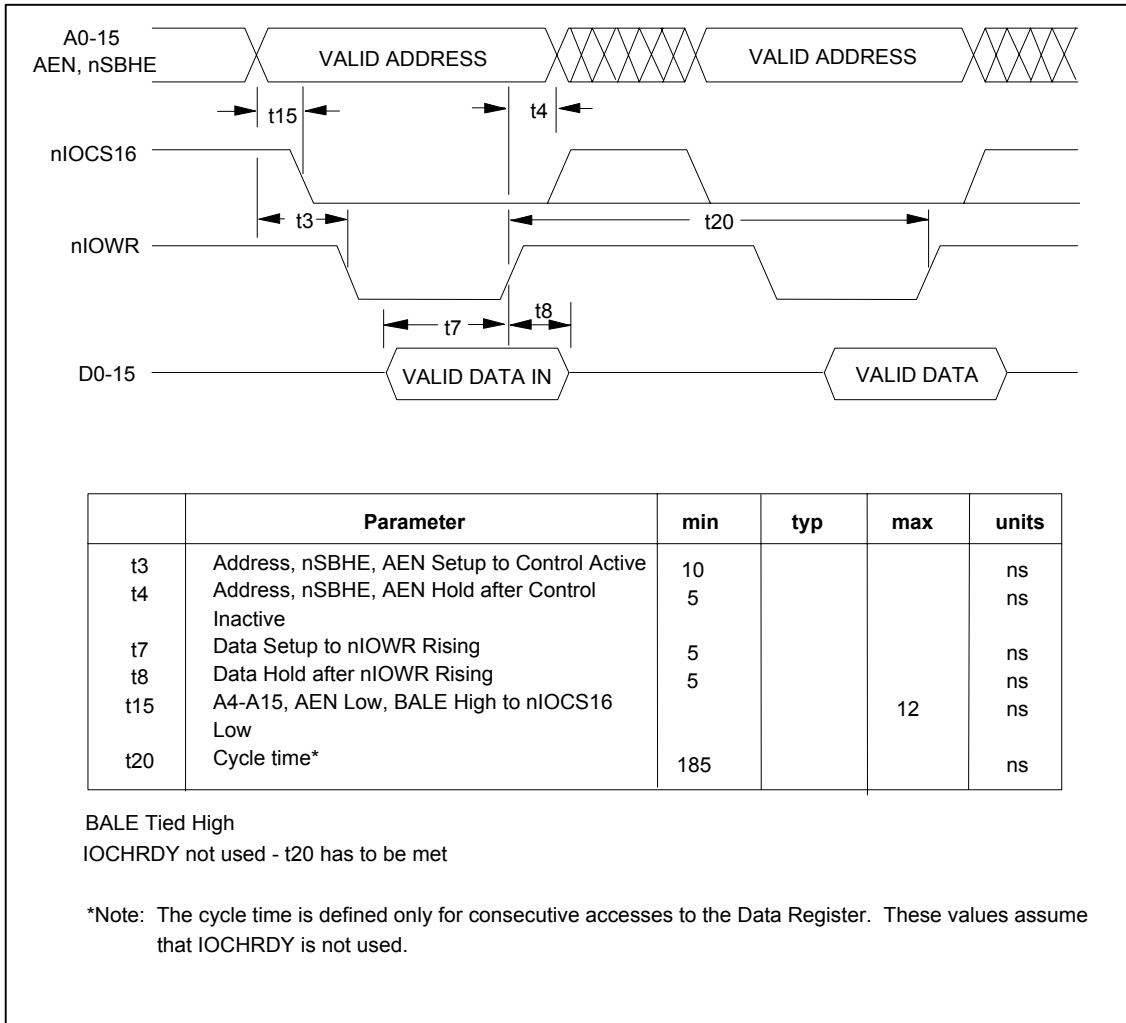 A0-15
AEN, nSBHE
VALID ADDRESS
VALID ADDRESS
t15
t4
nIOCS16
t3
t20
nIOWR
t7
t8
D0-15
VALID DATA IN
VALID DATA
Parameter min typ max units
t3 Address, nSBHE, AEN Setup to Control Active 10 ns
t4 Address, nSBHE, AEN Hold after Control 5 ns
Inactive
t7 Data Setup to nIOWR Rising 5 ns
t8 Data Hold after nIOWR Rising 5 ns
t15 A4-A15, AEN Low, BALE High to nIOCS16 12 ns
Low
t20 Cycle time* 185 ns
BALE Tied High
IOCHRDY not used - t20 has to be met
*Note: The cycle time is defined only for consecutive accesses to the Data Register. These values assume
that IOCHRDY is not used.